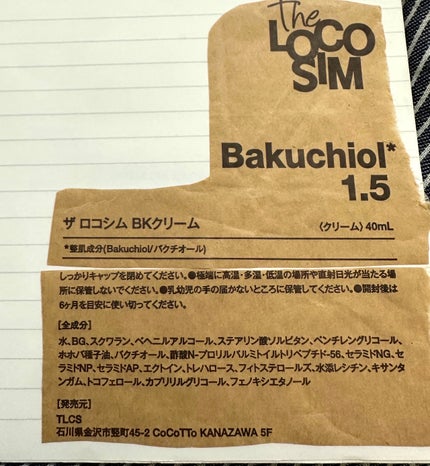 The
LOCO
SIM
Bakuchiol*
1.5
ザ ロコシム BKクリーム 〈クリーム〉40mL
*整肌成分(Bakuchiol/バクチオール)
しっかりキャップを閉めてください。●極端に高温・多湿・低温の場所や直射日光が当たる場
所に保管しないでください。●乳幼児の手の届かないところに保管してください。●開封後は
6ヶ月を目安に使い切ってください。
[全成分]
水、BG、スクワラン、ベヘニルアルコール、ステアリン酸ソルビタン、ペンチレングリコール、
ホホバ種子油、バクチオール、酢酸N-プロリルパルミトイルトリペプチド-56、セラミドNG、セ
ラミドNP、セラミドAP、エクトイン、トレハロース、フィトステロールズ、水添レシチン、キサンタ
ンガム、トコフェロール、カプリリルグリコール、フェノキシエタノール
[発売元]
TLCS
石川県金沢市竪町45-2 CoCoTTo KANAZAWA 5F